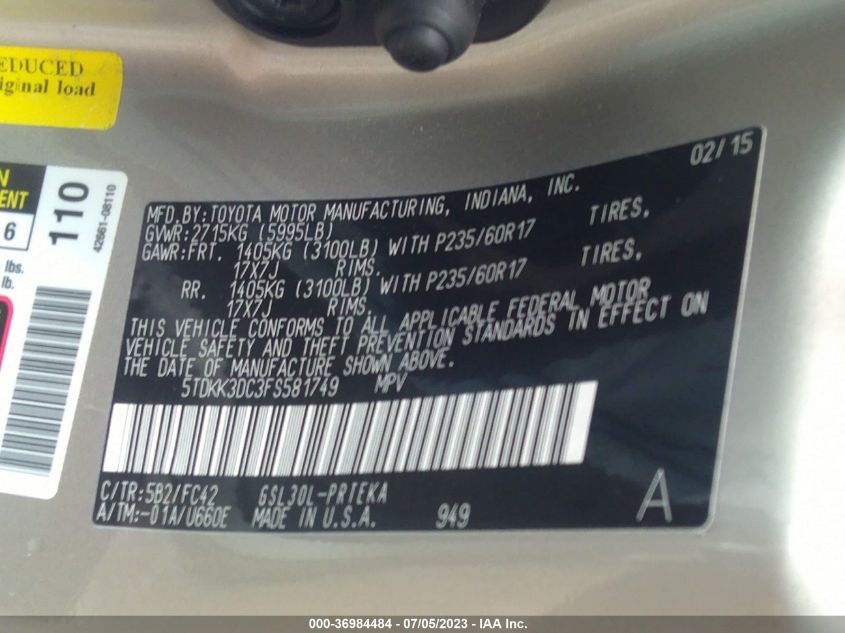 EDUCED
iginal load
N
ENT
6
lbs.
lb.
110
42661-08110
02/15
MFD.BY:TOYOTA MOTOR MANUFACTURING, INDIANA, INC.
GVWR:2715KG (5995LB)
GAWR:FRT. 1405KG (3100LB) WITH P235/60R17 TIRES,
17X7J RIMS.
RR. 1405KG (3100LB) WITH P235/60R17 TIRES,
17X7J RIMS.
THIS VEHICLE CONFORMS TO ALL APPLICABLE FEDERAL MOTOR
VEHICLE SAFETY AND THEFT PREVENTION STANDARDS IN EFFECT ON
THE DATE OF MANUFACTURE SHOWN ABOVE.
5TDKK3DC3FS581749 MPV
C/TR:5B2/FC42 GSL30L-PRTEKA
A/TM:-01A/U660E MADE IN U.S.A. 949
A
000-36984484 - 07/05/2023 - IAA Inc.